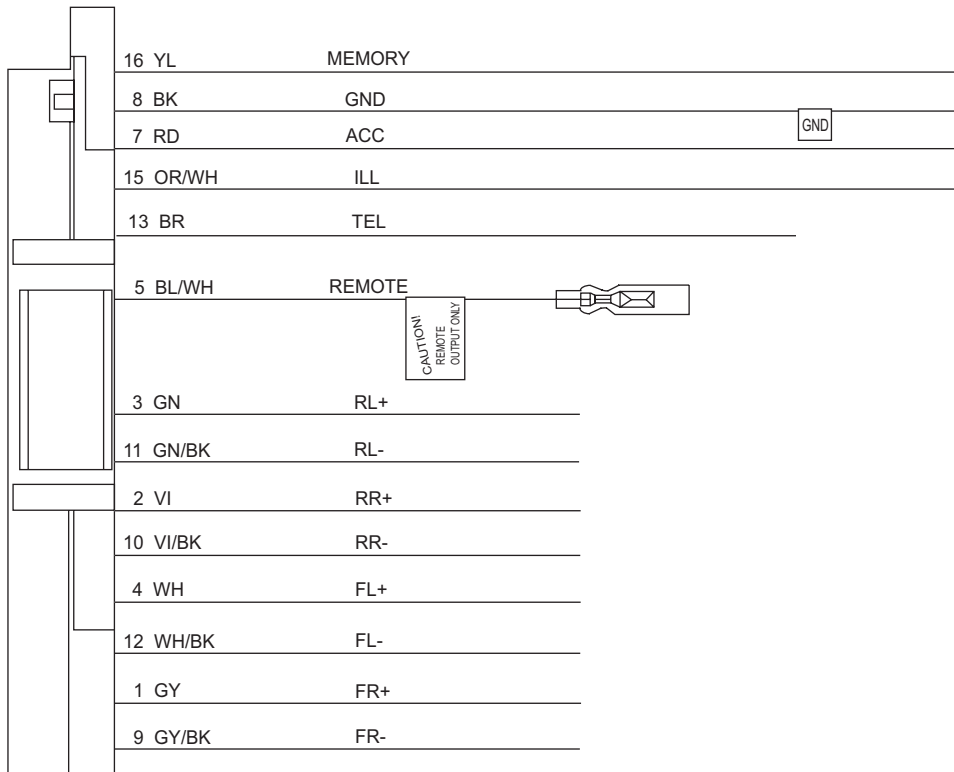 16 YL MEMORY
8 BK GND
GND
7 RD ACC
15 OR/WH ILL
13 BR TEL
5 BL/WH REMOTE
CAUTION!
REMOTE
OUTPUT ONLY
3 GN RL+
11 GN/BK RL-
2 VI RR+
10 VI/BK RR-
4 WH FL+
12 WH/BK FL-
1 GY FR+
9 GY/BK FR-